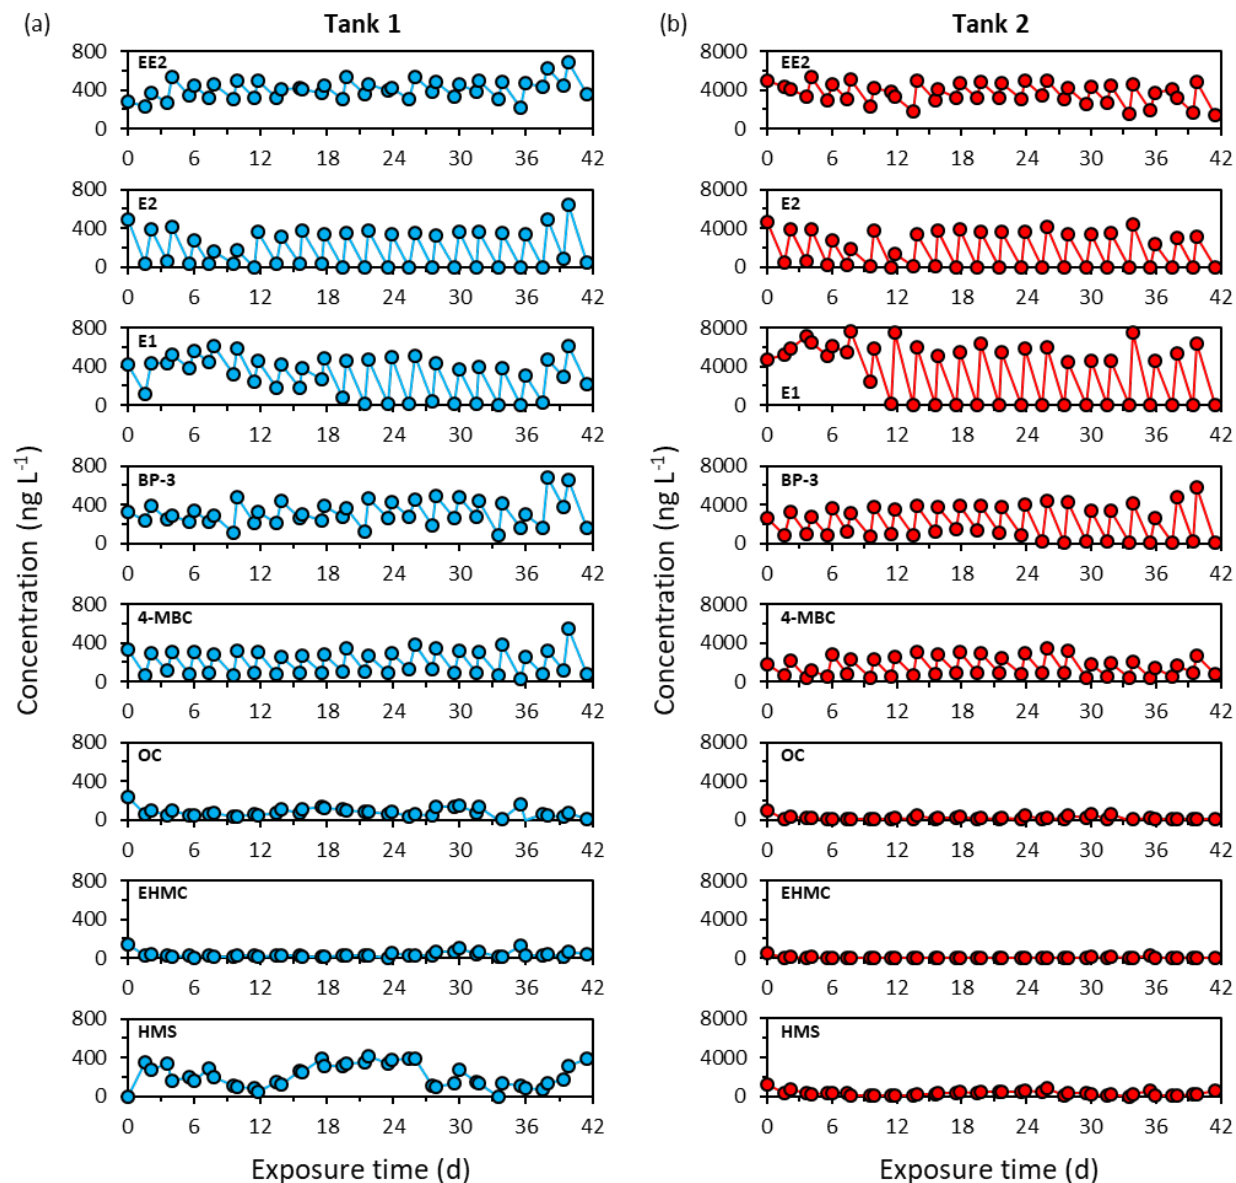 (a) Tank 1 (b) Tank 2
Concentration (ng L⁻¹)
800 EE2
400
0
0 6 12 18 24 30 36 42
800 E2
400
0
0 6 12 18 24 30 36 42
800 E1
400
0
0 6 12 18 24 30 36 42
800 BP-3
400
0
0 6 12 18 24 30 36 42
800 4-MBC
400
0
0 6 12 18 24 30 36 42
800 OC
400
0
0 6 12 18 24 30 36 42
800 EHMC
400
0
0 6 12 18 24 30 36 42
800 HMS
400
0
0 6 12 18 24 30 36 42
Exposure time (d)
Concentration (ng L⁻¹)
8000 EE2
4000
0
0 6 12 18 24 30 36 42
8000 E2
4000
0
0 6 12 18 24 30 36 42
8000
4000
0 E1
0 6 12 18 24 30 36 42
8000 BP-3
4000
0
0 6 12 18 24 30 36 42
8000 4-MBC
4000
0
0 6 12 18 24 30 36 42
8000 OC
4000
0
0 6 12 18 24 30 36 42
8000 EHMC
4000
0
0 6 12 18 24 30 36 42
8000 HMS
4000
0
0 6 12 18 24 30 36 42
Exposure time (d)